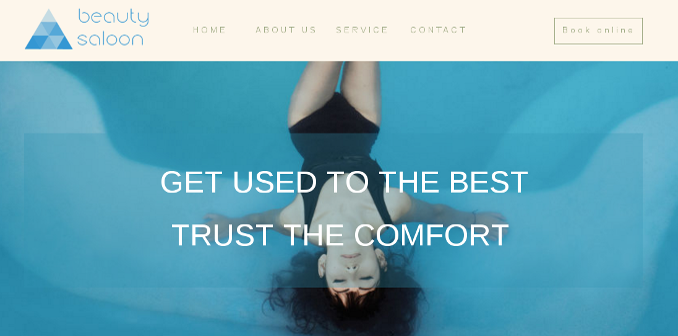 beauty
saloon
HOME ABOUT US SERVICE CONTACT
Book online
GET USED TO THE BEST
TRUST THE COMFORT